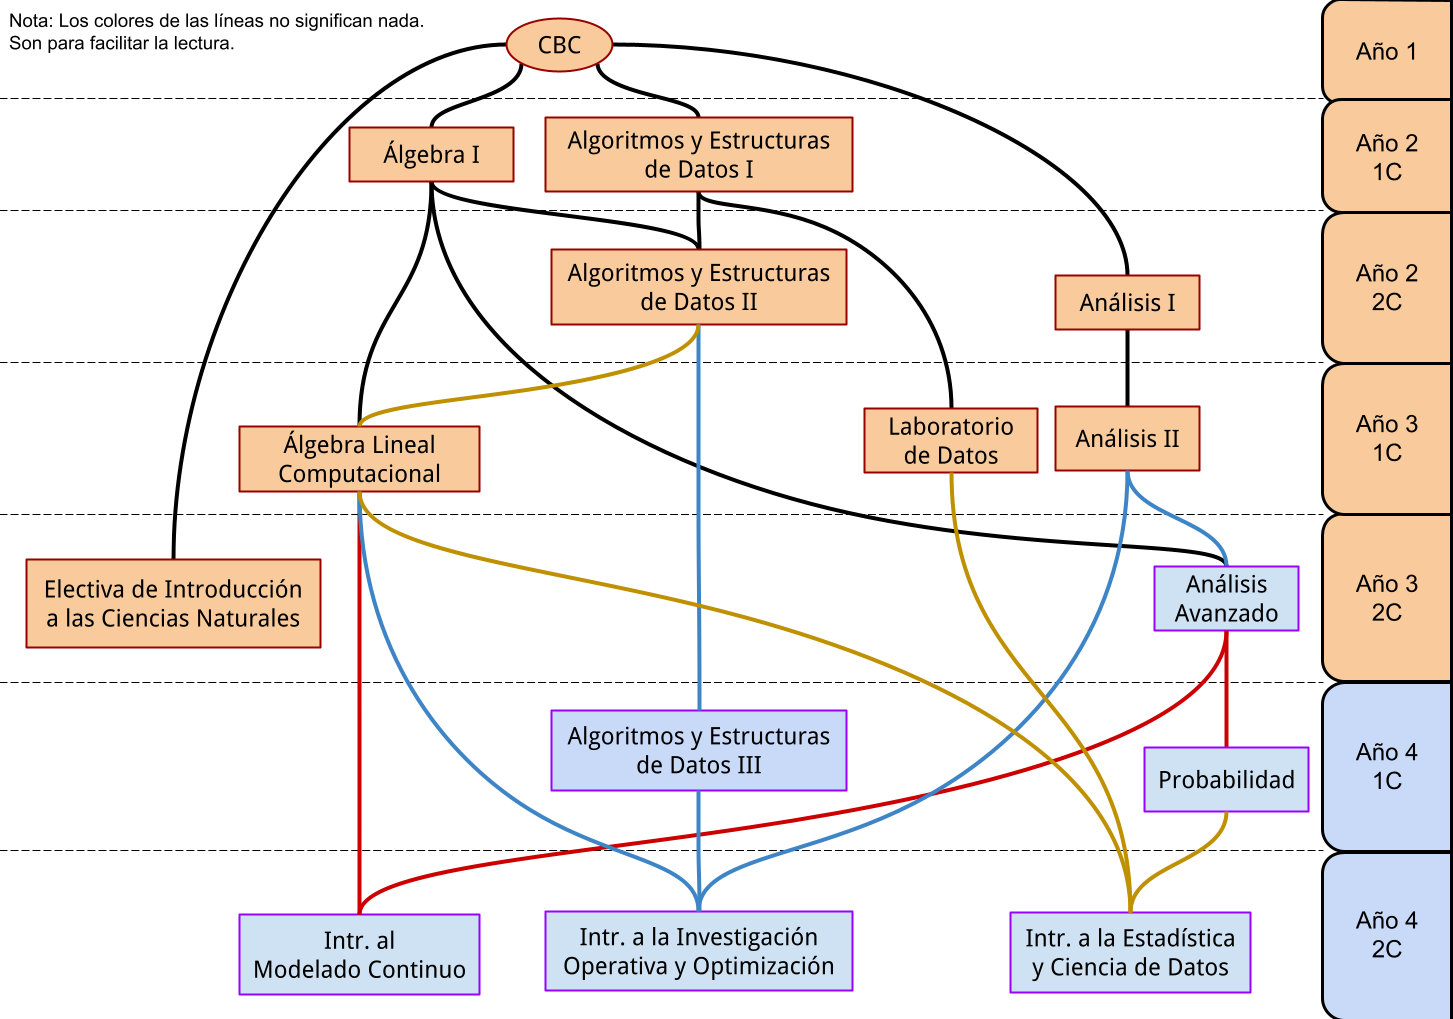 Nota: Los colores de las líneas no significan nada.
Son para facilitar la lectura.
CBC
Año 1
Álgebra I
Algoritmos y Estructuras
de Datos I
Año 2
1C
Algoritmos y Estructuras
de Datos II
Análisis I
Año 2
2C
Álgebra Lineal
Computacional
Laboratorio
de Datos
Análisis II
Año 3
1C
Electiva de Introducción
a las Ciencias Naturales
Análisis
Avanzado
Año 3
2C
Algoritmos y Estructuras
de Datos III
Probabilidad
Año 4
1C
Intr. al
Modelado Continuo
Intr. a la Investigación
Operativa y Optimización
Intr. a la Estadística
y Ciencia de Datos
Año 4
2C